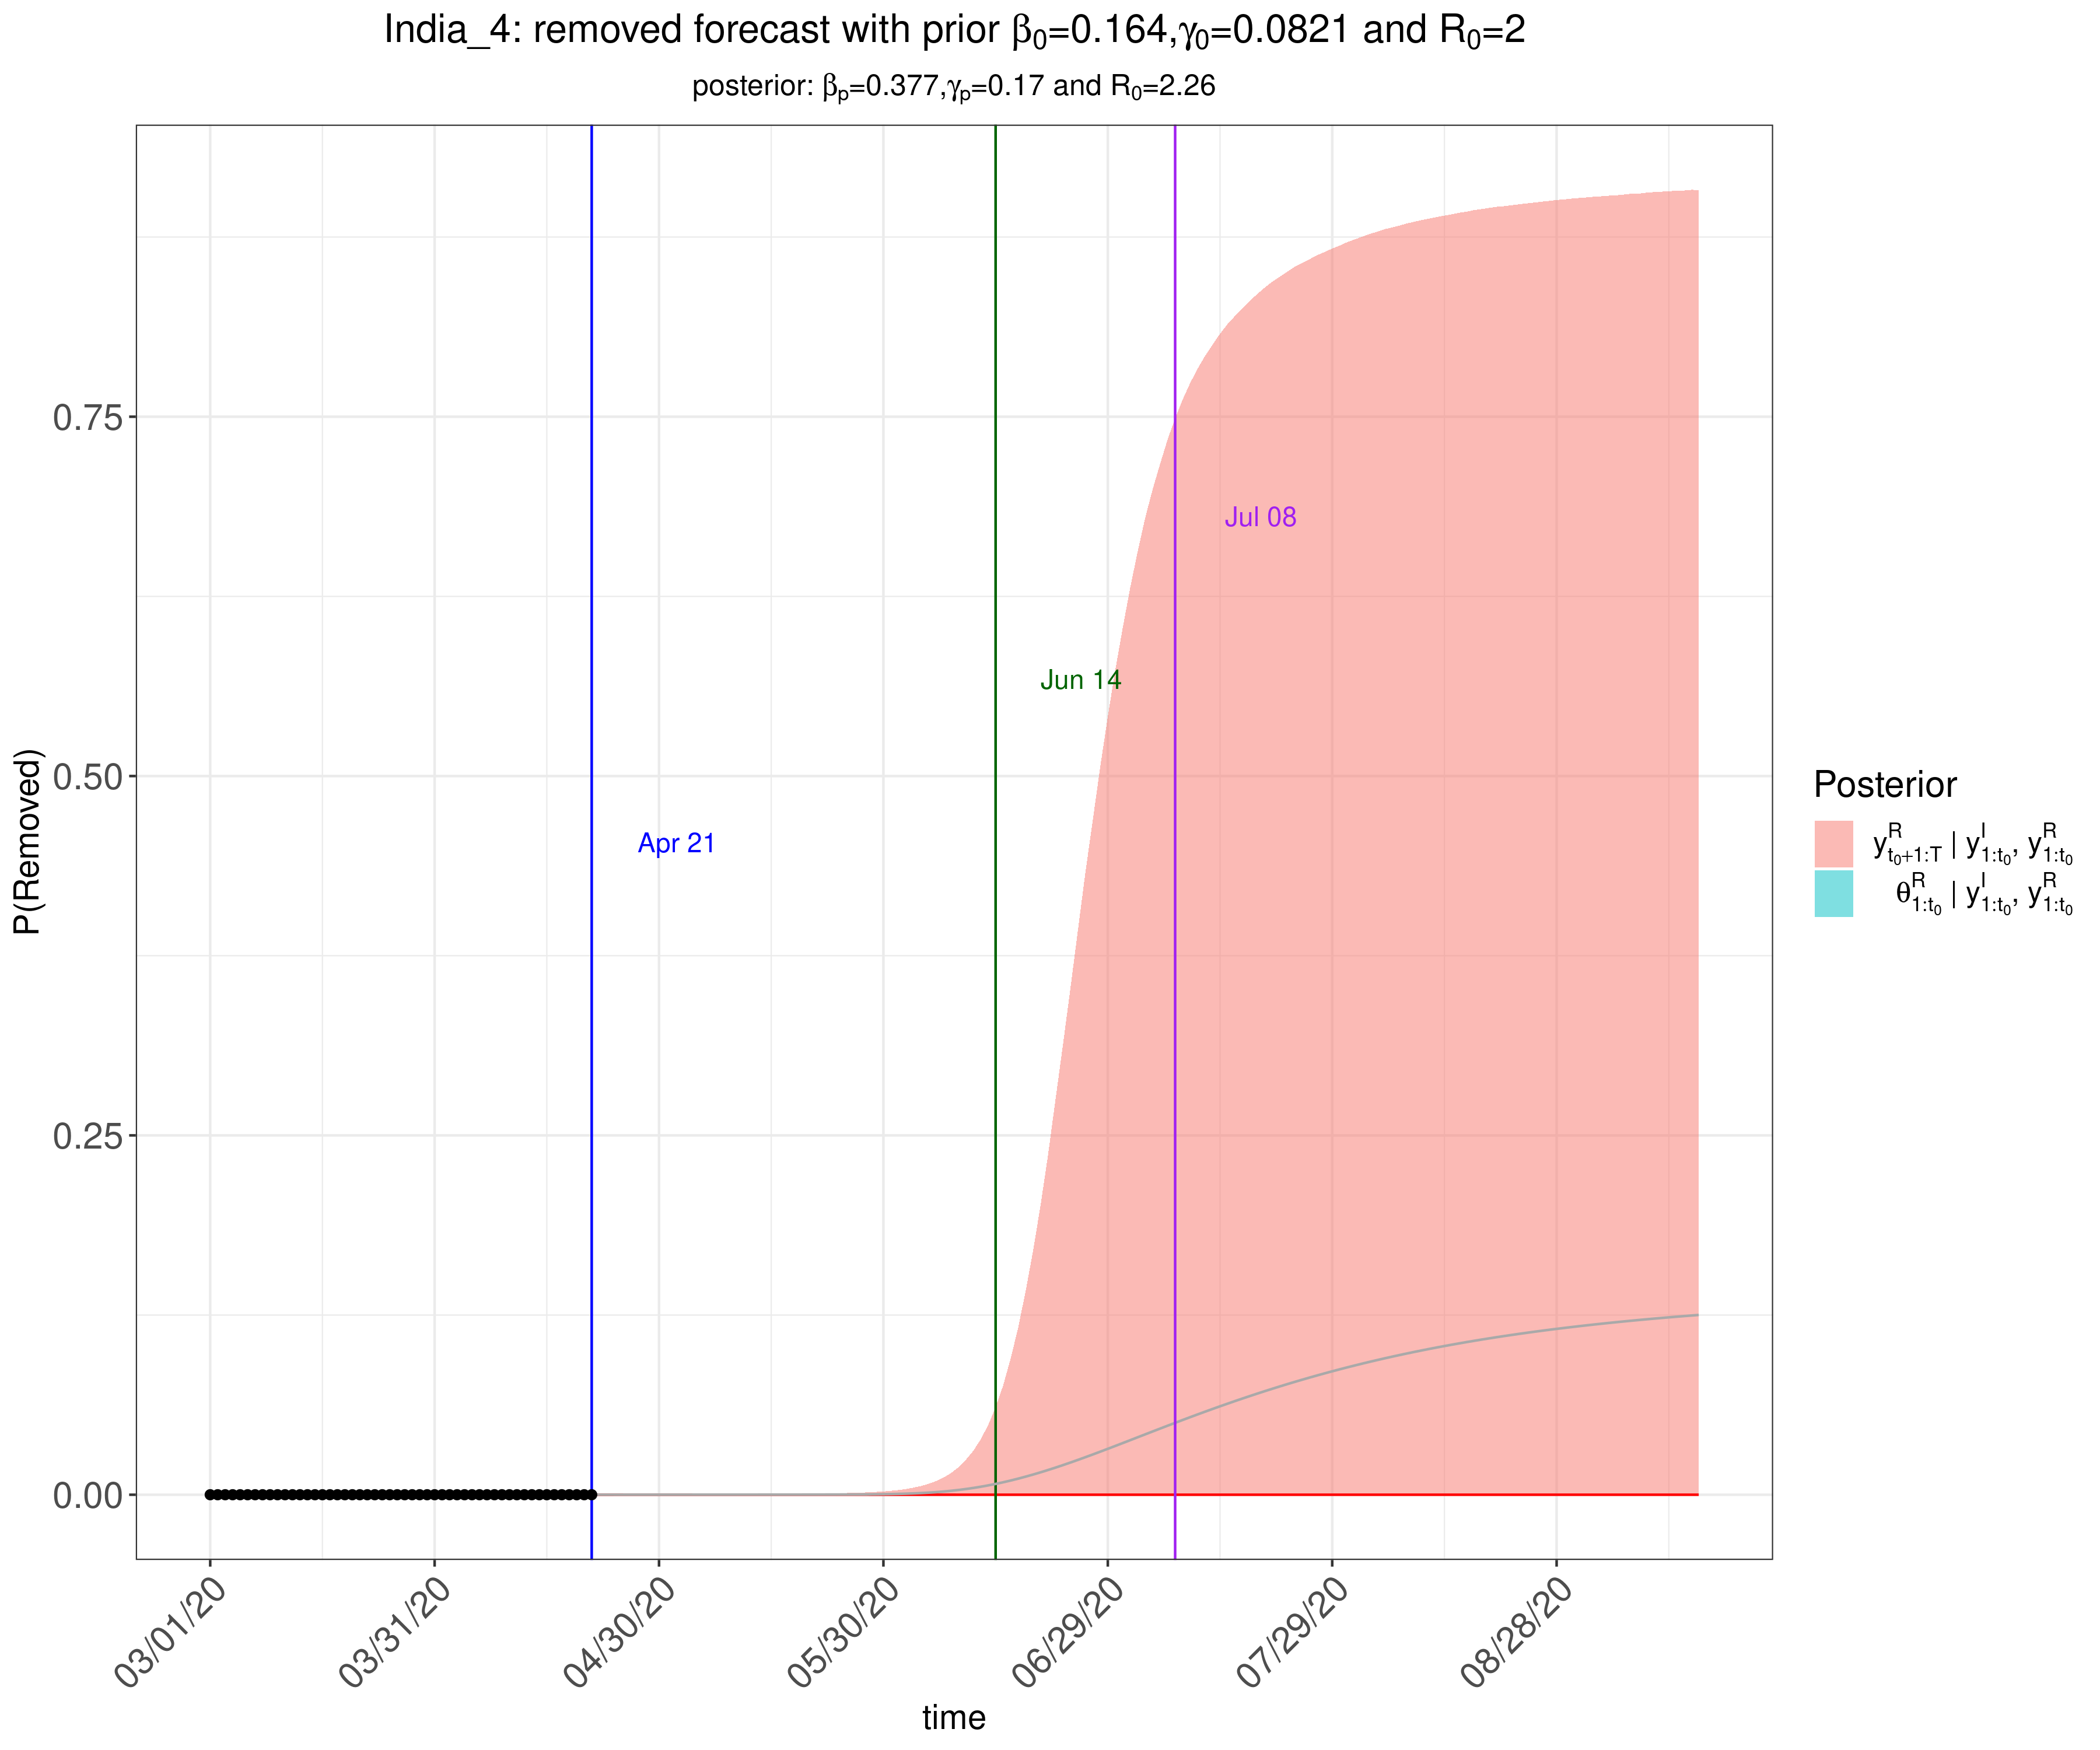 India_4: removed forecast with prior β₀=0.164,γ₀=0.0821 and R₀=2
posterior: βₚ=0.377,γₚ=0.17 and R₀=2.26
P(Removed)
0.75
0.50
0.25
0.00
Jul 08
Jun 14
Apr 21
03/01/20
03/31/20
04/30/20
05/30/20
06/29/20
07/29/20
08/28/20
time
Posterior
y^R_{t₀+1:T} | y^I_{1:t₀}, y^R_{1:t₀}
θ^R_{1:t₀} | y^I_{1:t₀}, y^R_{1:t₀}